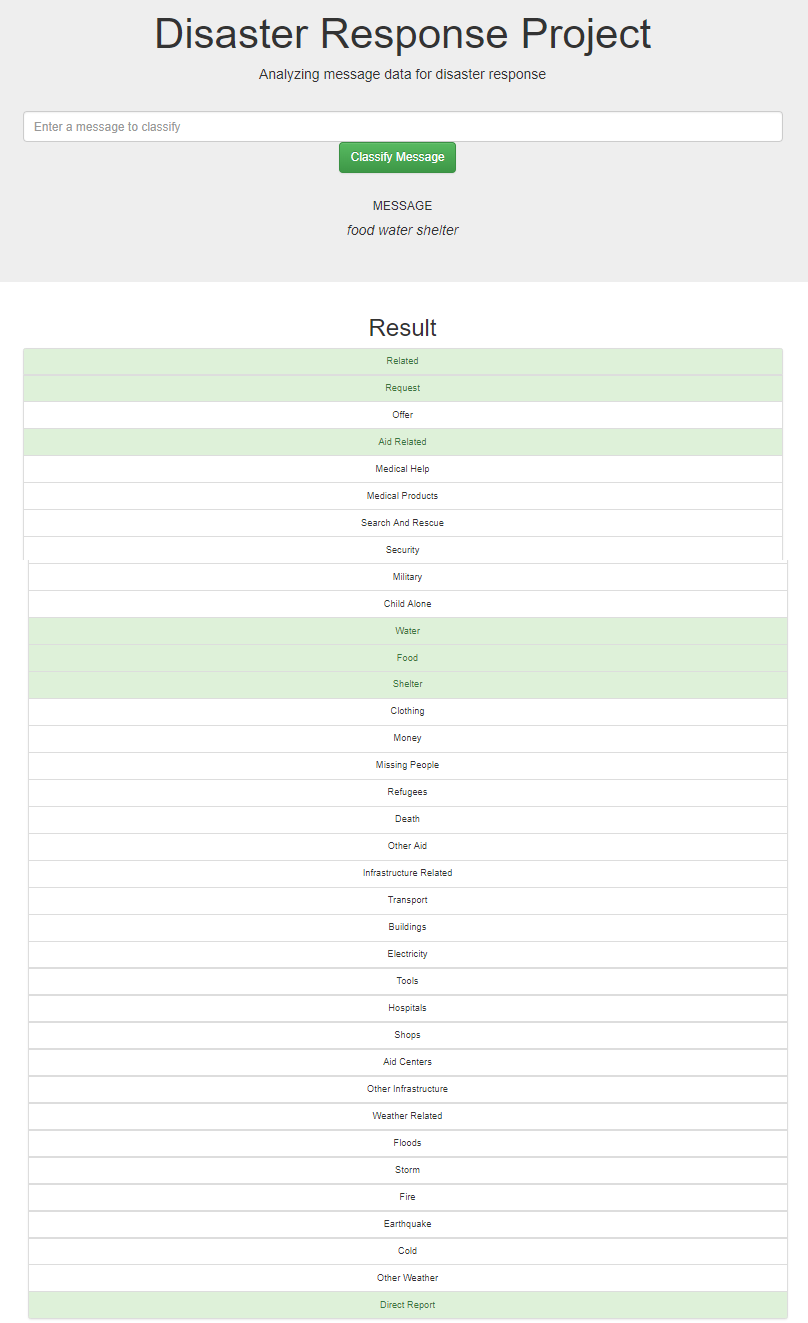 Disaster Response Project
Analyzing message data for disaster response
Enter a message to classify
Classify Message
MESSAGE
food water shelter
Result
Related
Request
Offer
Aid Related
Medical Help
Medical Products
Search And Rescue
Security
Military
Child Alone
Water
Food
Shelter
Clothing
Money
Missing People
Refugees
Death
Other Aid
Infrastructure Related
Transport
Buildings
Electricity
Tools
Hospitals
Shops
Aid Centers
Other Infrastructure
Weather Related
Floods
Storm
Fire
Earthquake
Cold
Other Weather
Direct Report